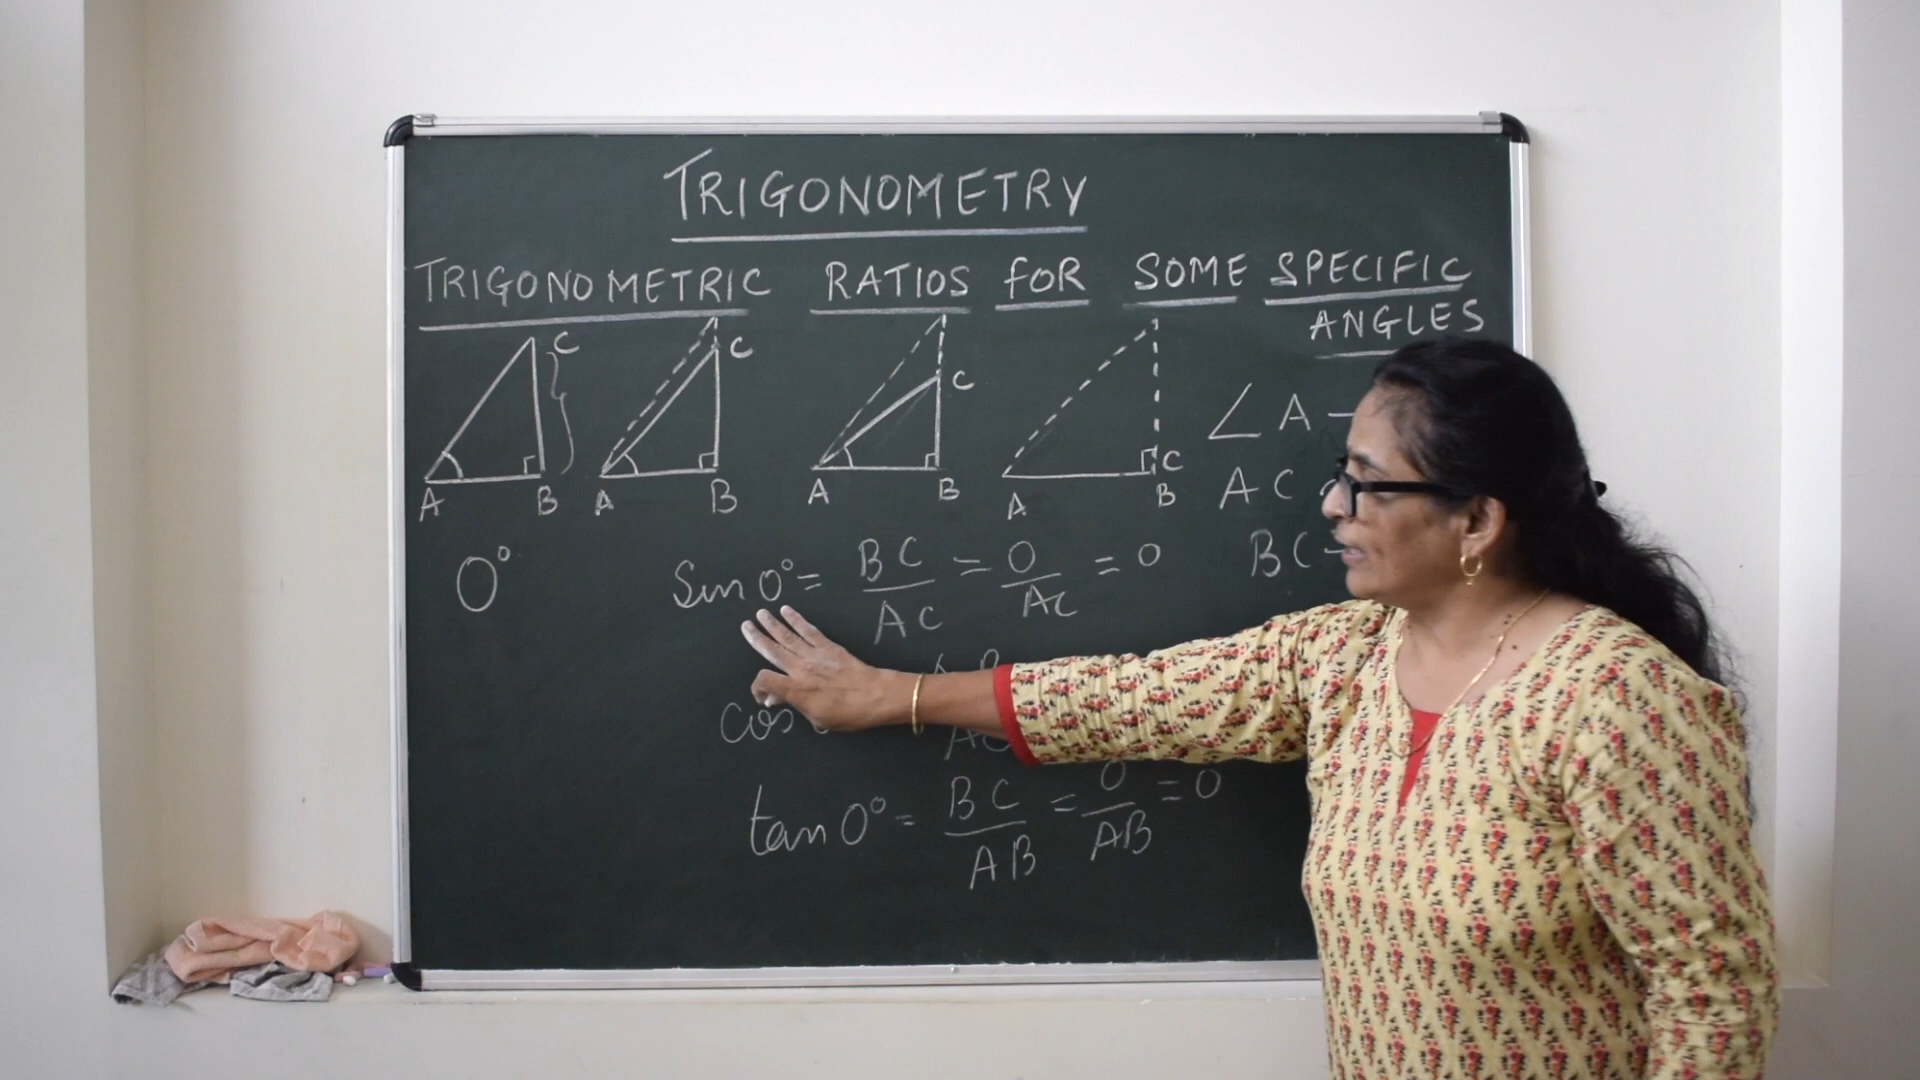 TRIGONOMETRY
TRIGONOMETRIC RATIOS FOR SOME SPECIFIC
ANGLES
C C C C
A B A B A B A B
∠A -
AC
BC -
0°
Sin 0° = BC/AC = 0/AC = 0
cos
tan 0° = BC/AB = 0/AB = 0